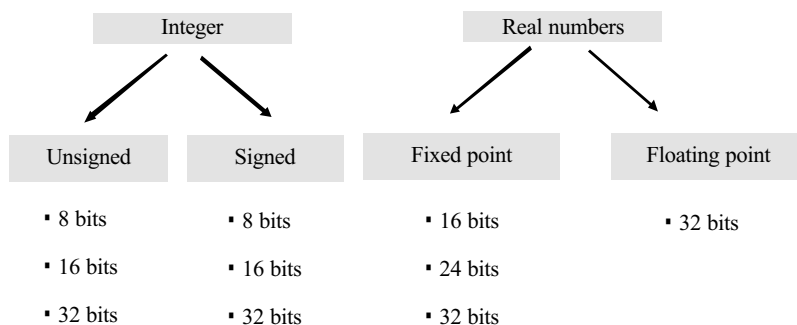 Integer
Real numbers
Unsigned
Signed
Fixed point
Floating point
▪ 8 bits
▪ 16 bits
▪ 32 bits
▪ 8 bits
▪ 16 bits
▪ 32 bits
▪ 16 bits
▪ 24 bits
▪ 32 bits
▪ 32 bits